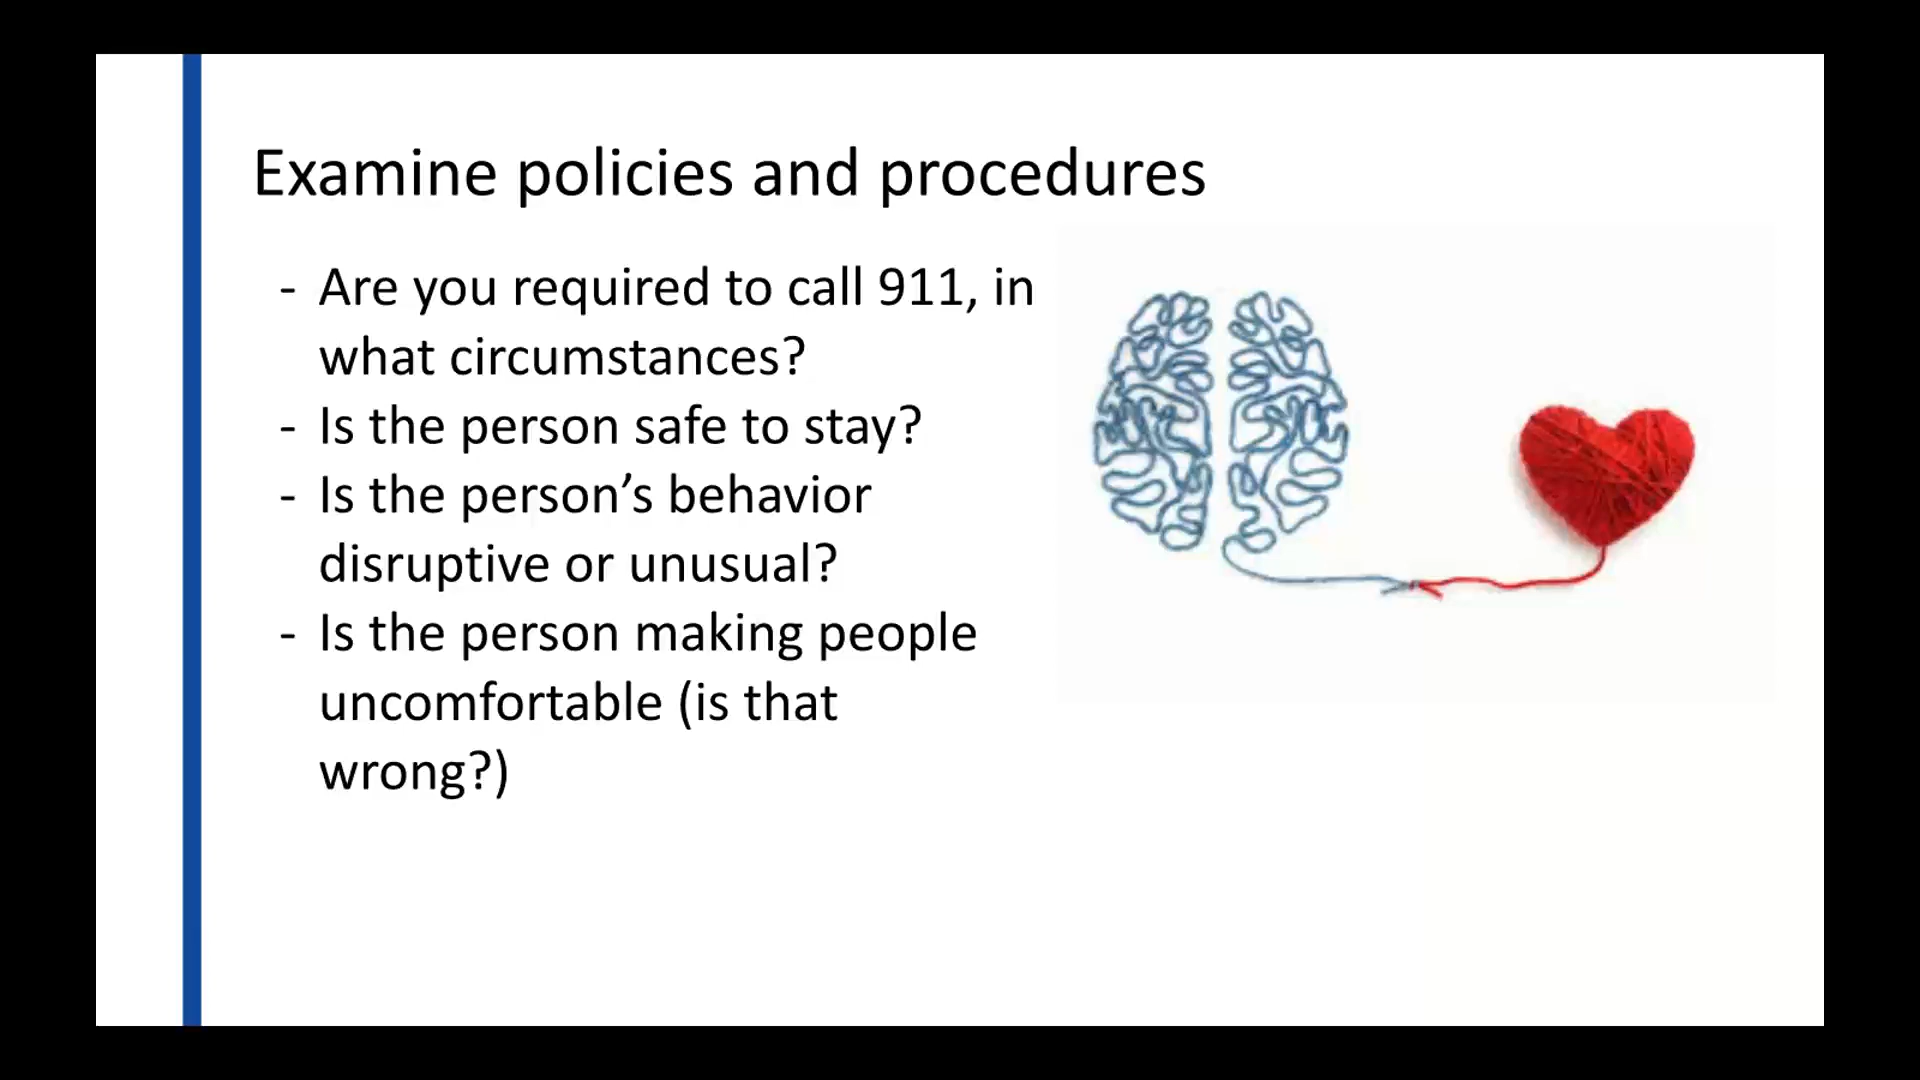 Examine policies and procedures
- Are you required to call 911, in
what circumstances?
- Is the person safe to stay?
- Is the person’s behavior
disruptive or unusual?
- Is the person making people
uncomfortable (is that
wrong?)